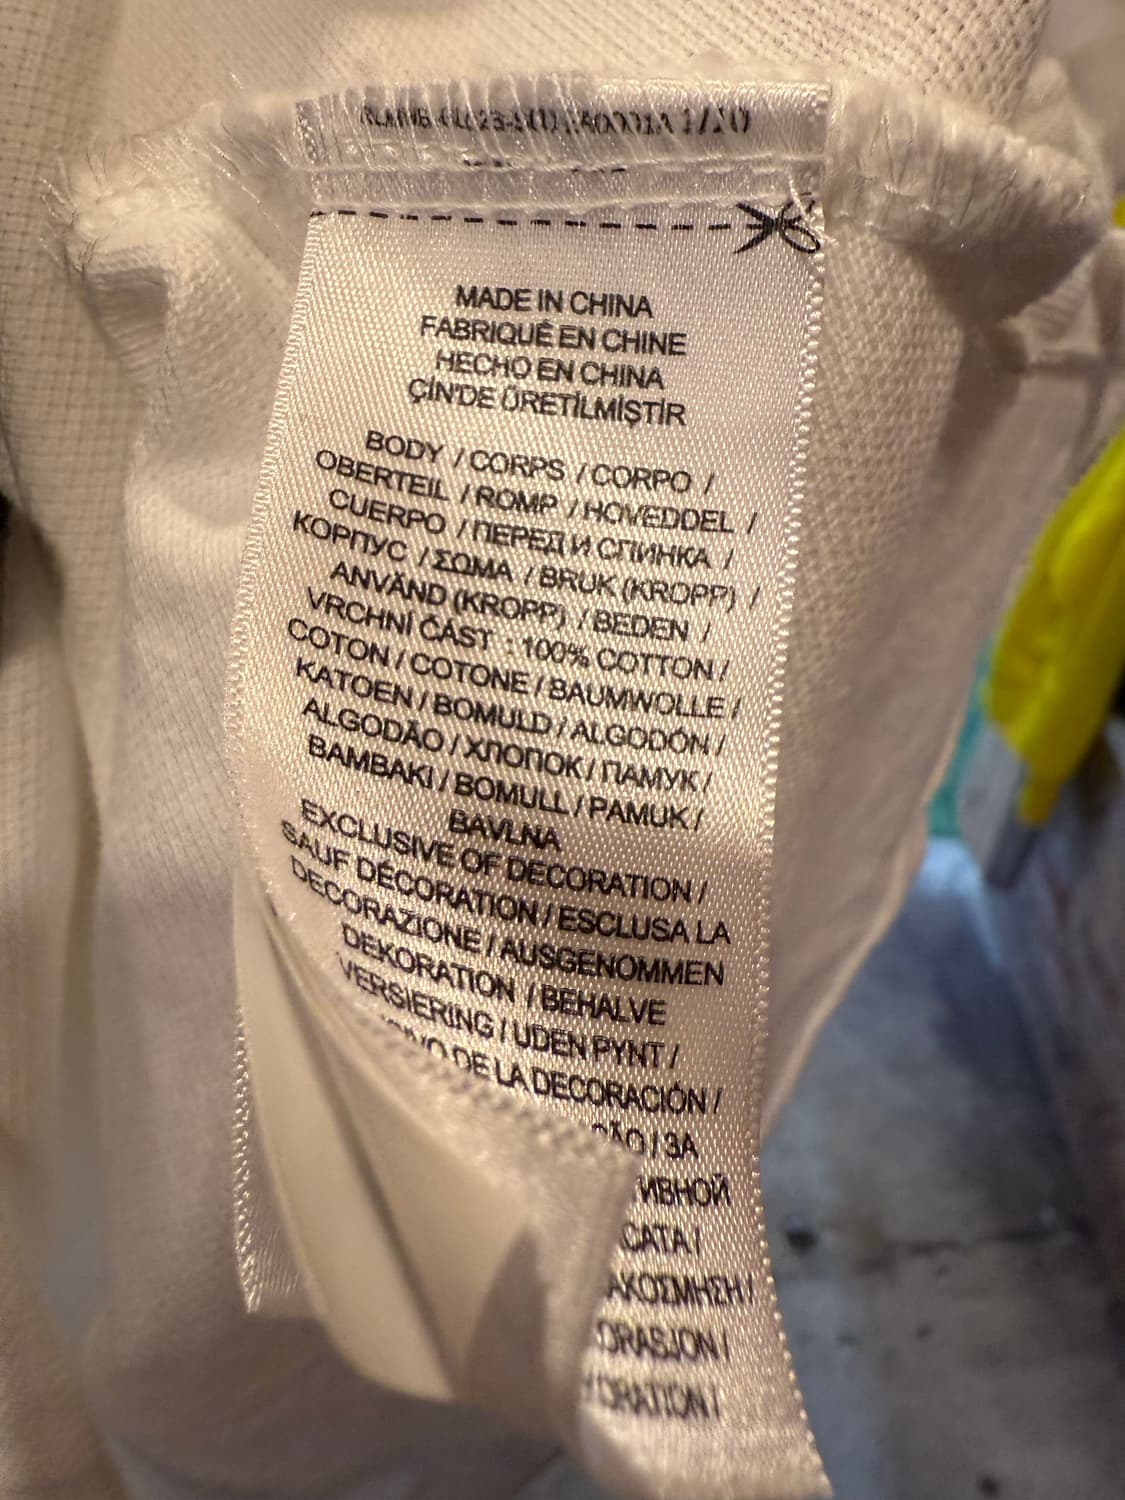 MADE IN CHINA
FABRIQUÉ EN CHINE
HECHO EN CHINA
ÇİN'DE ÜRETİLMİŞTİR
BODY / CORPS / CORPO /
OBERTEIL / ROMP / HOVEDDEL /
CUERPO / ПЕРЕД И СПИНКА /
КОРПУС / ΣΩΜΑ / BRUK (KROPP) /
ANVÄND (KROPP) / BEDEN /
VRCHNÍ ČÁST : 100% COTTON /
COTON / COTONE / BAUMWOLLE /
KATOEN / BOMULD / ALGODÓN /
ALGODÃO / ХЛОПОК / ПАМУК /
BAMBAKI / BOMULL / PAMUK /
BAVLNA
EXCLUSIVE OF DECORATION /
SAUF DÉCORATION / ESCLUSA LA
DECORAZIONE / AUSGENOMMEN
DEKORATION / BEHALVE
VERSIERING / UDEN PYNT /
DE LA DECORACIÓN /
/ ЗА